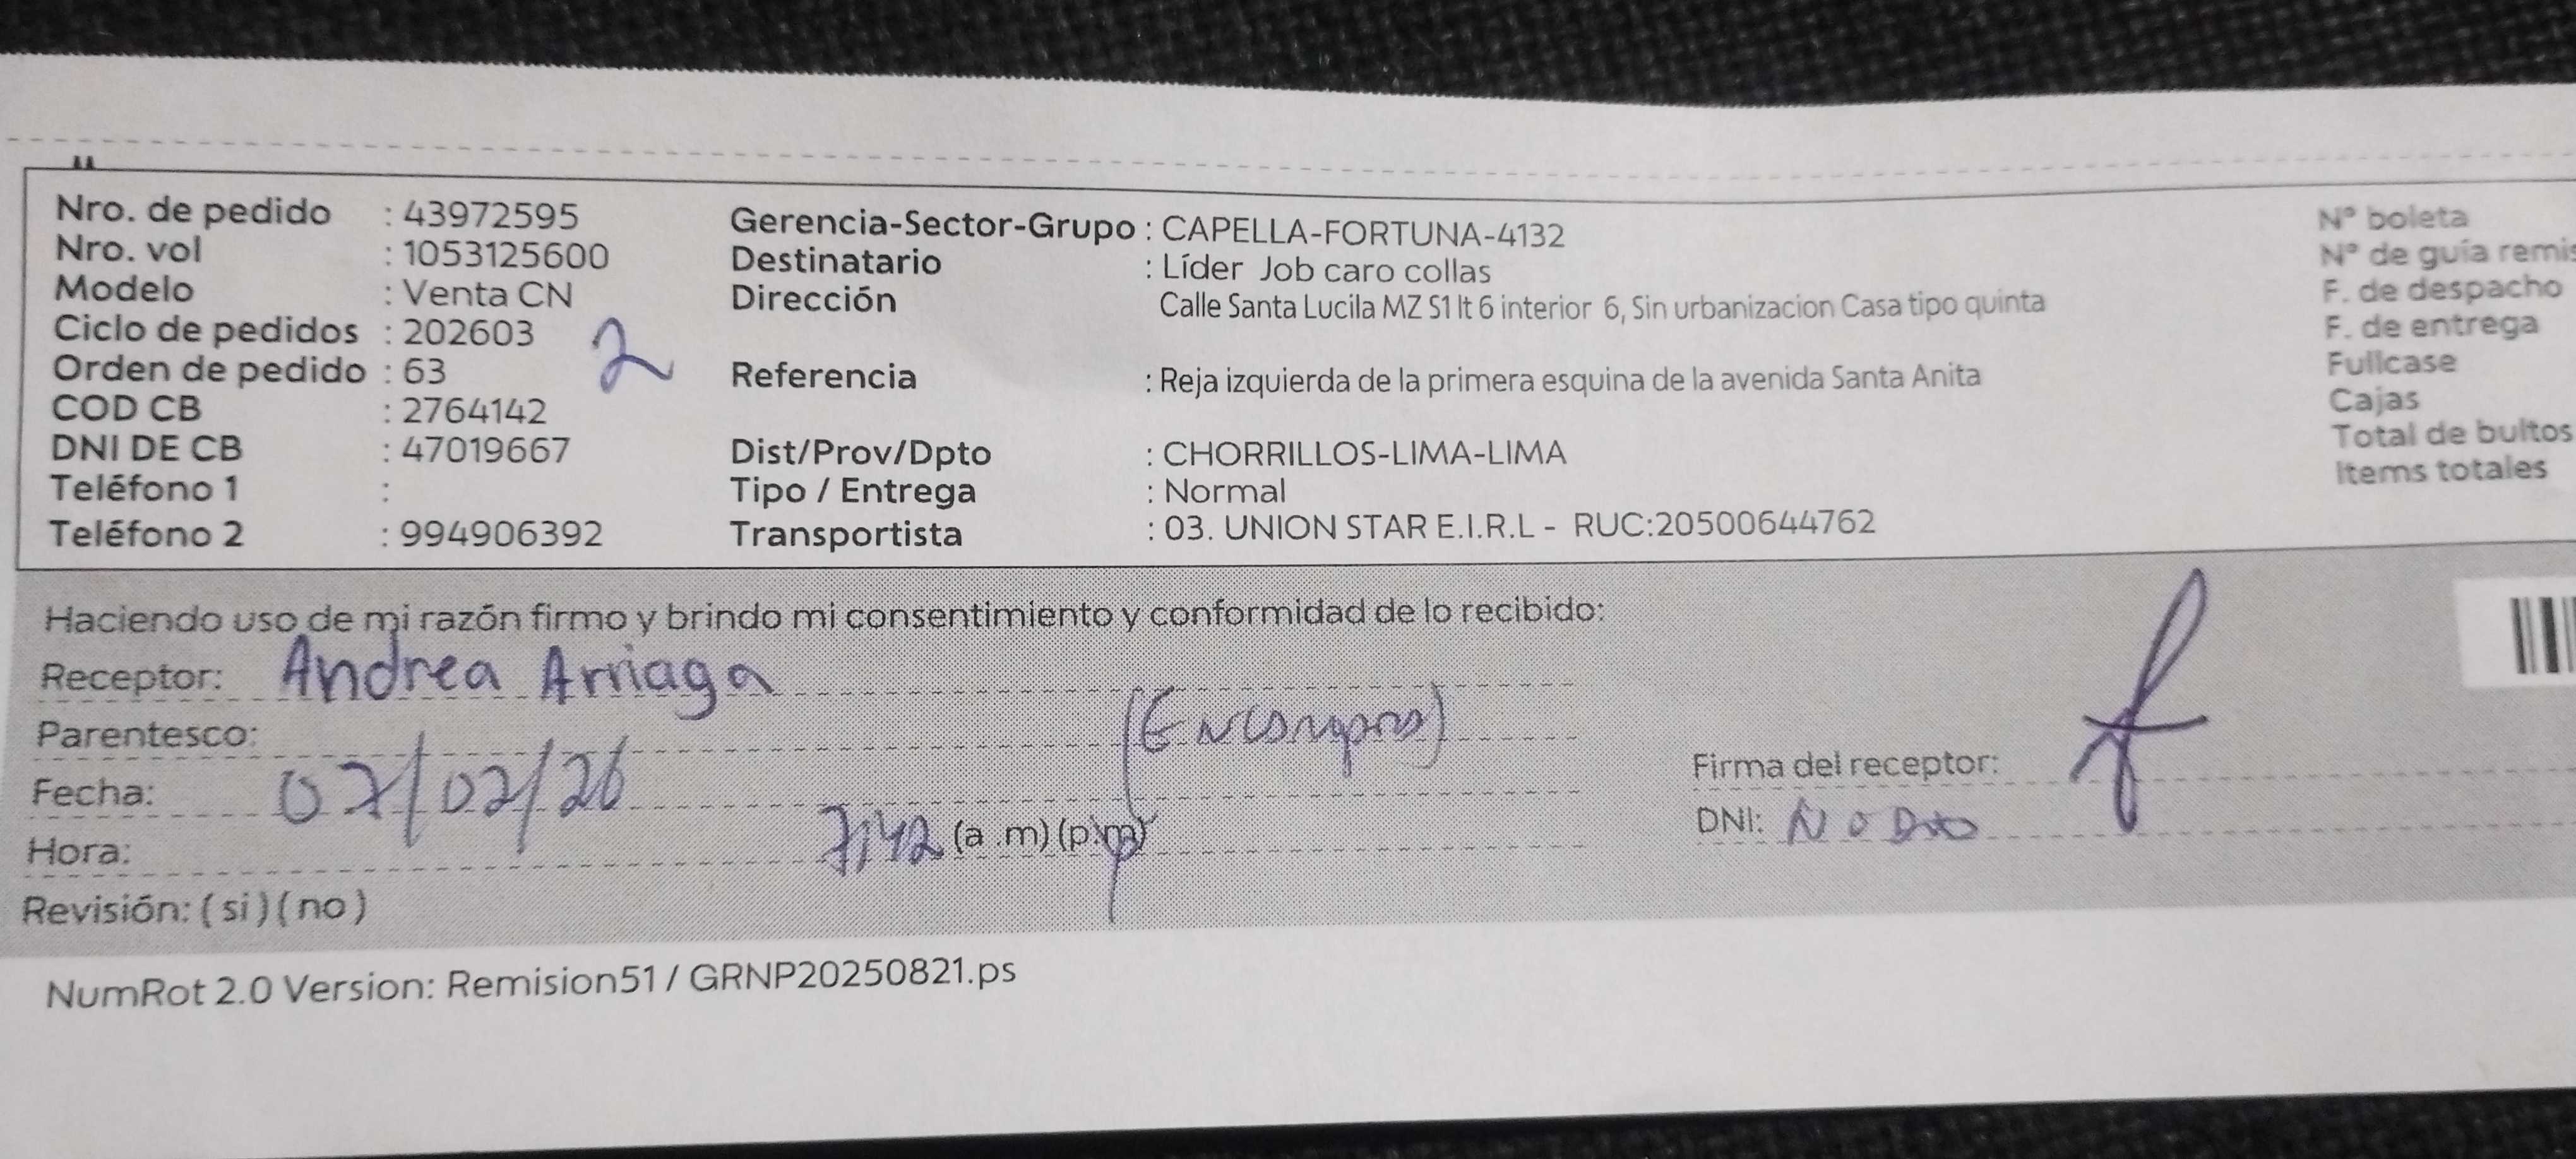 Nro. de pedido : 43972595
Nro. vol : 1053125600
Modelo : Venta CN
Ciclo de pedidos : 202603
Orden de pedido : 63
2
COD CB : 2764142
DNI DE CB : 47019667
Teléfono 1 :
Teléfono 2 : 994906392
Gerencia-Sector-Grupo : CAPELLA-FORTUNA-4132
Destinatario : Líder Job caro collas
Dirección Calle Santa Lucila MZ S1 lt 6 interior 6, Sin urbanizacion Casa tipo quinta
Referencia : Reja izquierda de la primera esquina de la avenida Santa Anita
Dist/Prov/Dpto : CHORRILLOS-LIMA-LIMA
Tipo / Entrega : Normal
Transportista : 03. UNION STAR E.I.R.L - RUC:20500644762
N° boleta
N° de guía remis
F. de despacho
F. de entrega
Fullcase
Cajas
Total de bultos
Items totales
Haciendo uso de mi razón firmo y brindo mi consentimiento y conformidad de lo recibido:
Receptor: Andrea Arriaga
Parentesco:
Fecha: 07/02/26
Hora: 7:42 (a .m) (p.m)
Revisión: ( si ) ( no )
Firma del receptor:
DNI: No Dio
NumRot 2.0 Version: Remision51 / GRNP20250821.ps